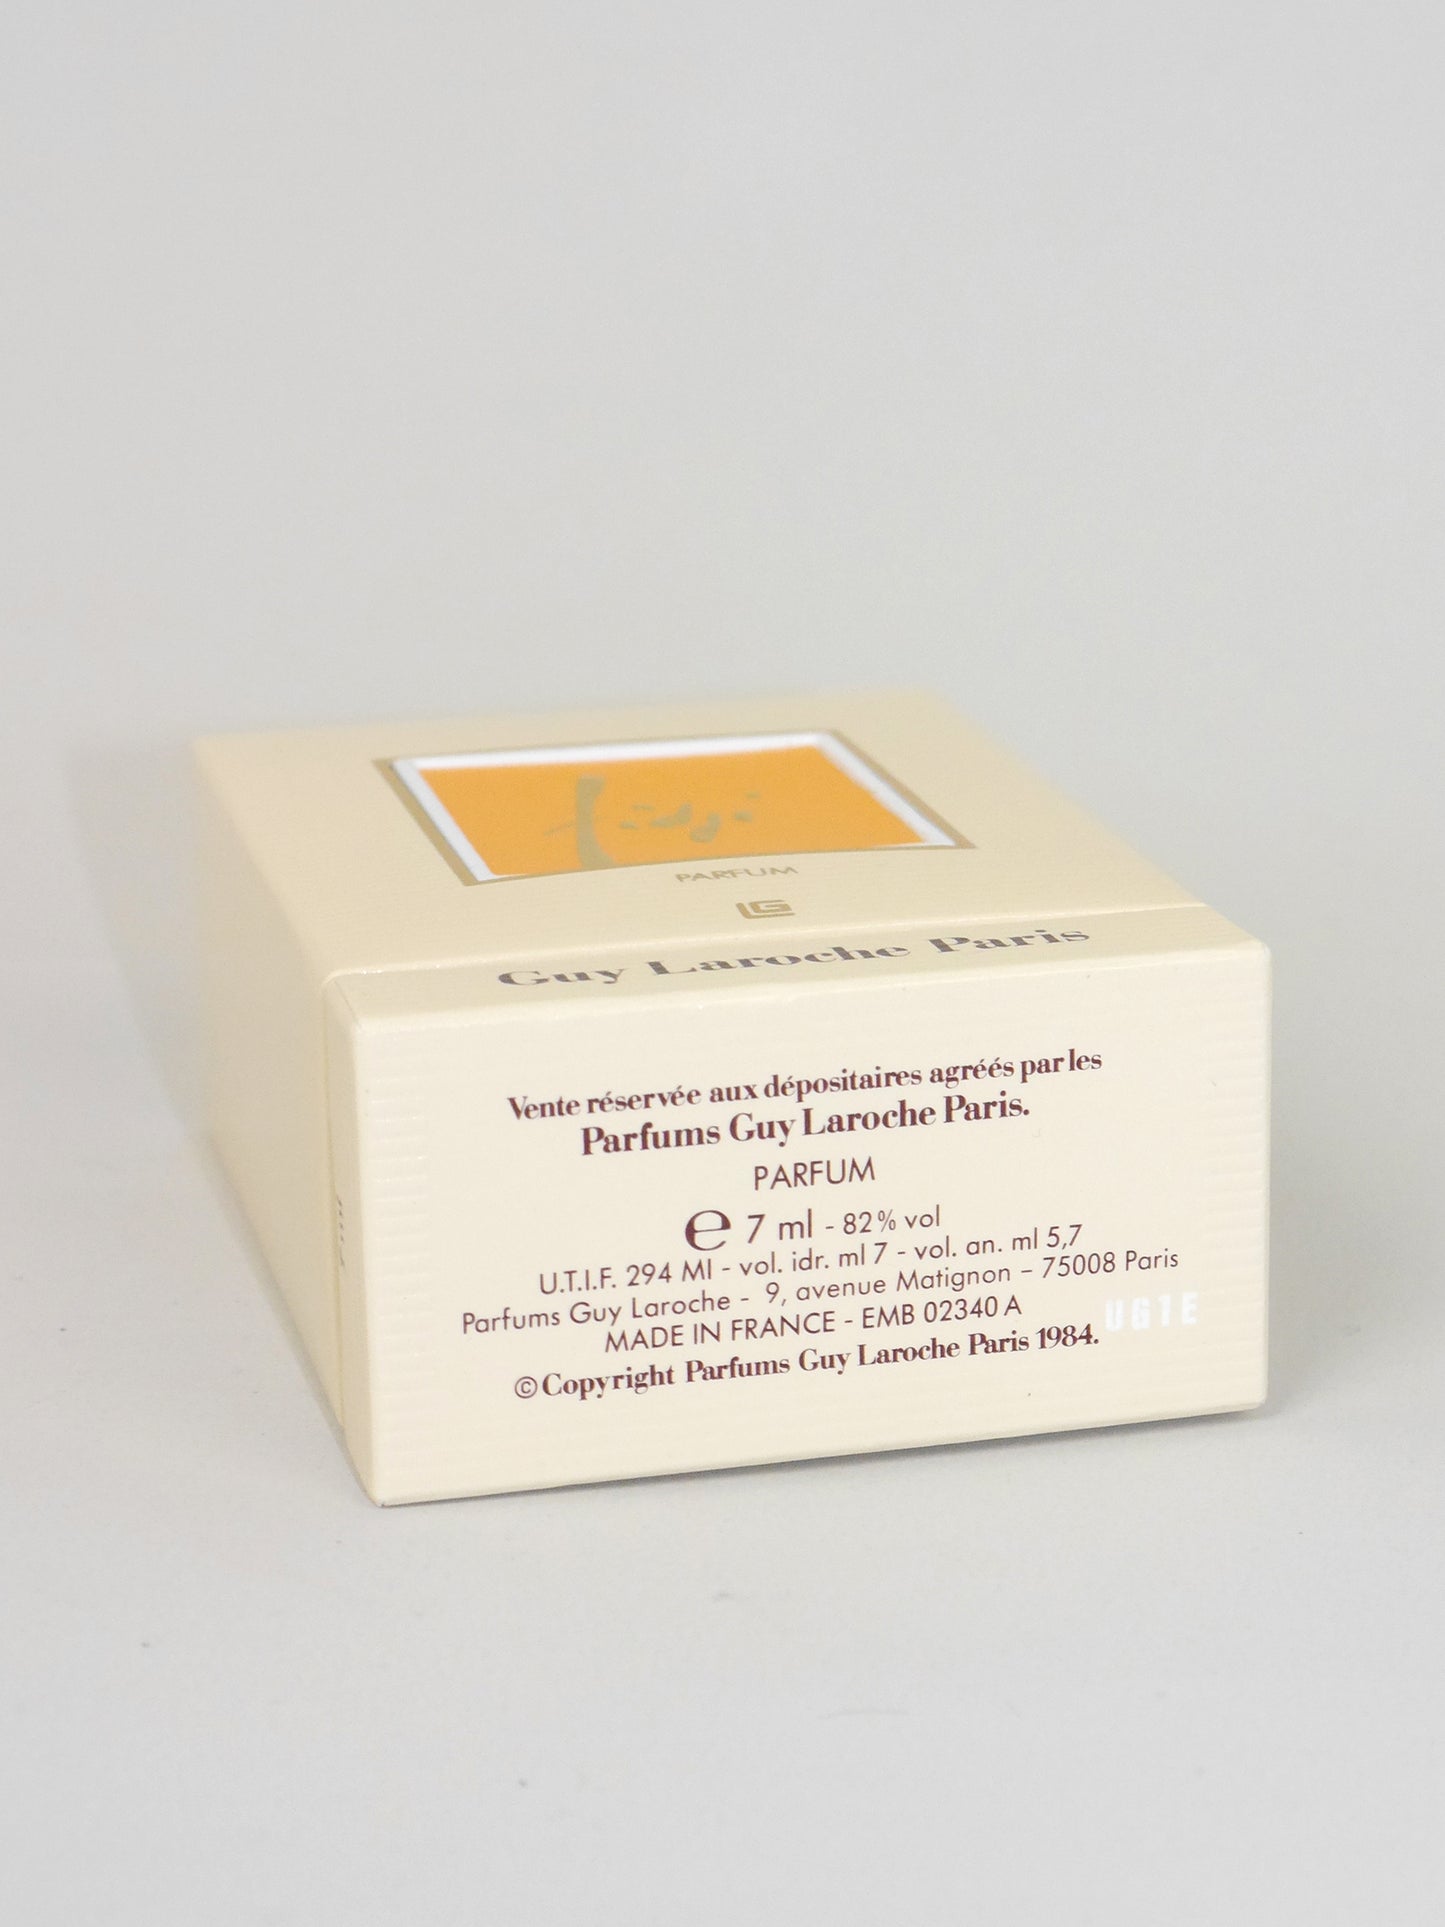 PARFUM
LG
Guy Laroche Paris
Vente réservée aux dépositaires agréés par les
Parfums Guy Laroche Paris.
PARFUM
℮ 7 ml - 82% vol
U.T.I.F. 294 MI - vol. idr. ml 7 - vol. an. ml 5,7
Parfums Guy Laroche - 9, avenue Matignon - 75008 Paris
MADE IN FRANCE - EMB 02340 A
©Copyright Parfums Guy Laroche Paris 1984.